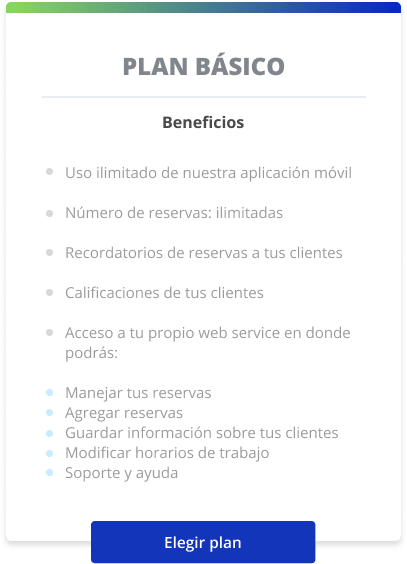 PLAN BÁSICO
Beneficios
Uso ilimitado de nuestra aplicación móvil
Número de reservas: ilimitadas
Recordatorios de reservas a tus clientes
Calificaciones de tus clientes
Acceso a tu propio web service en donde
podrás:
Manejar tus reservas
Agregar reservas
Guardar información sobre tus clientes
Modificar horarios de trabajo
Soporte y ayuda
Elegir plan